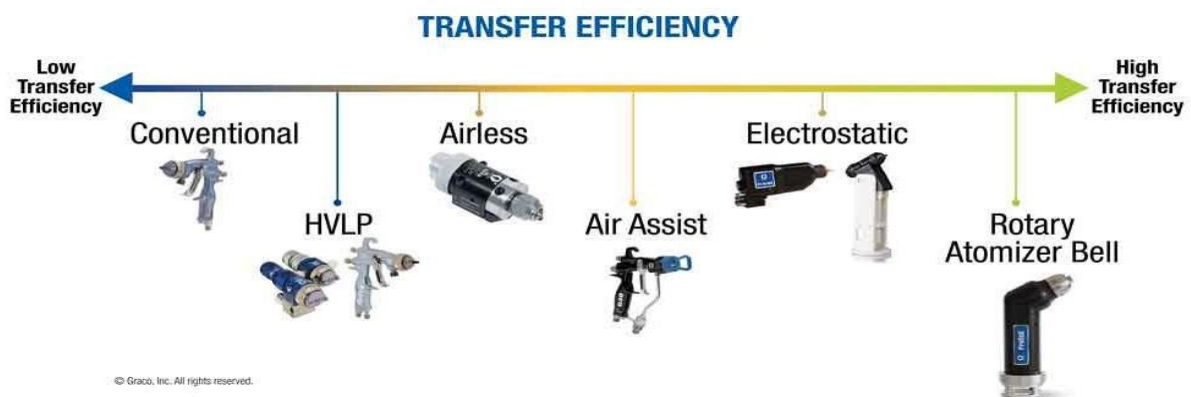 TRANSFER EFFICIENCY
Low
Transfer
Efficiency
High
Transfer
Efficiency
Conventional
Airless
Electrostatic
HVLP
Air Assist
Rotary
Atomizer Bell
© Graco, Inc. All rights reserved.